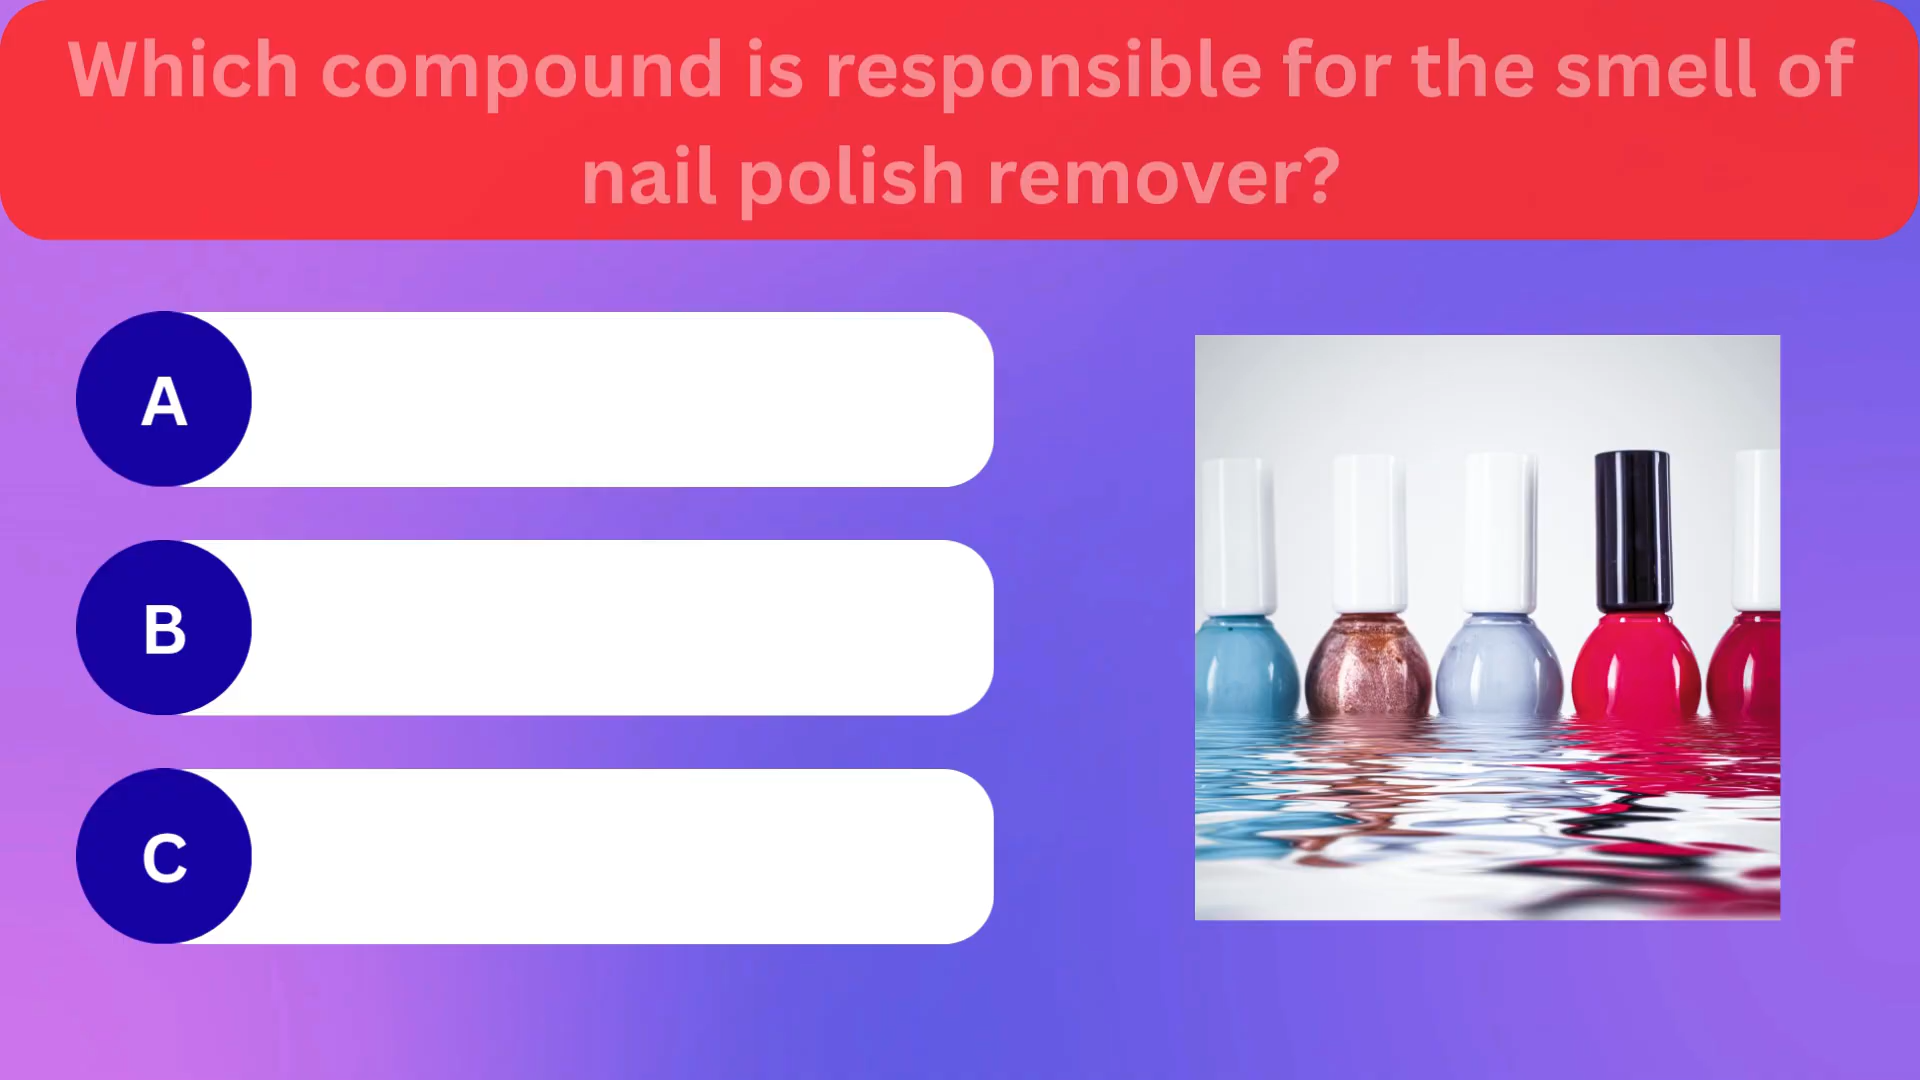 Which compound is responsible for the smell of
nail polish remover?
A
B
C